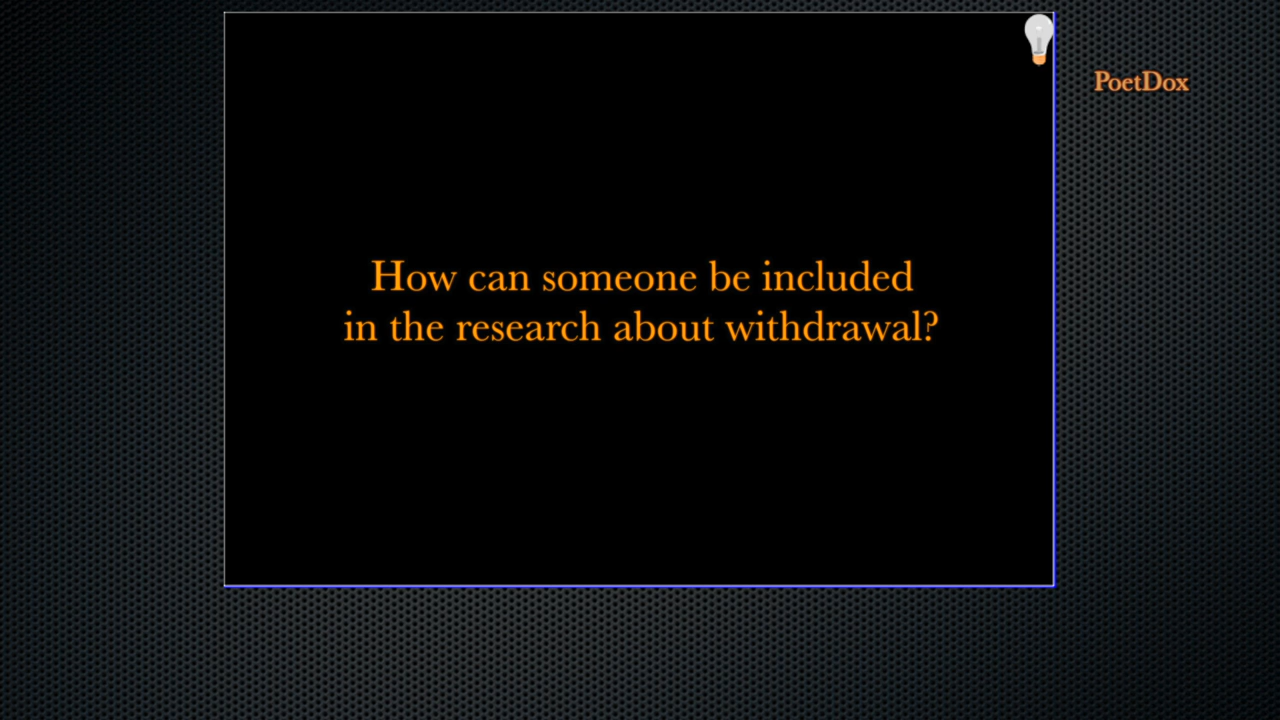 PoetDox
How can someone be included
in the research about withdrawal?